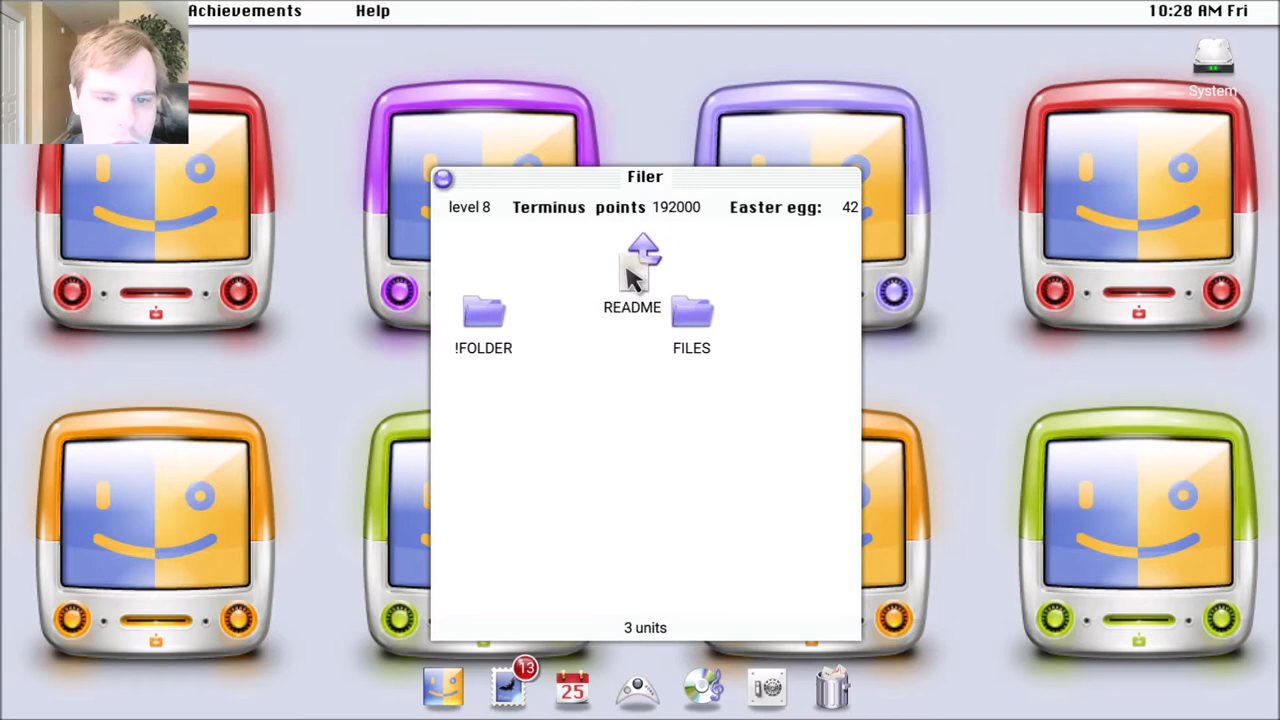 Achievements Help 10:28 AM Fri
System
Filer
level 8 Terminus points 192000 Easter egg: 42
README
!FOLDER FILES
3 units
13
25